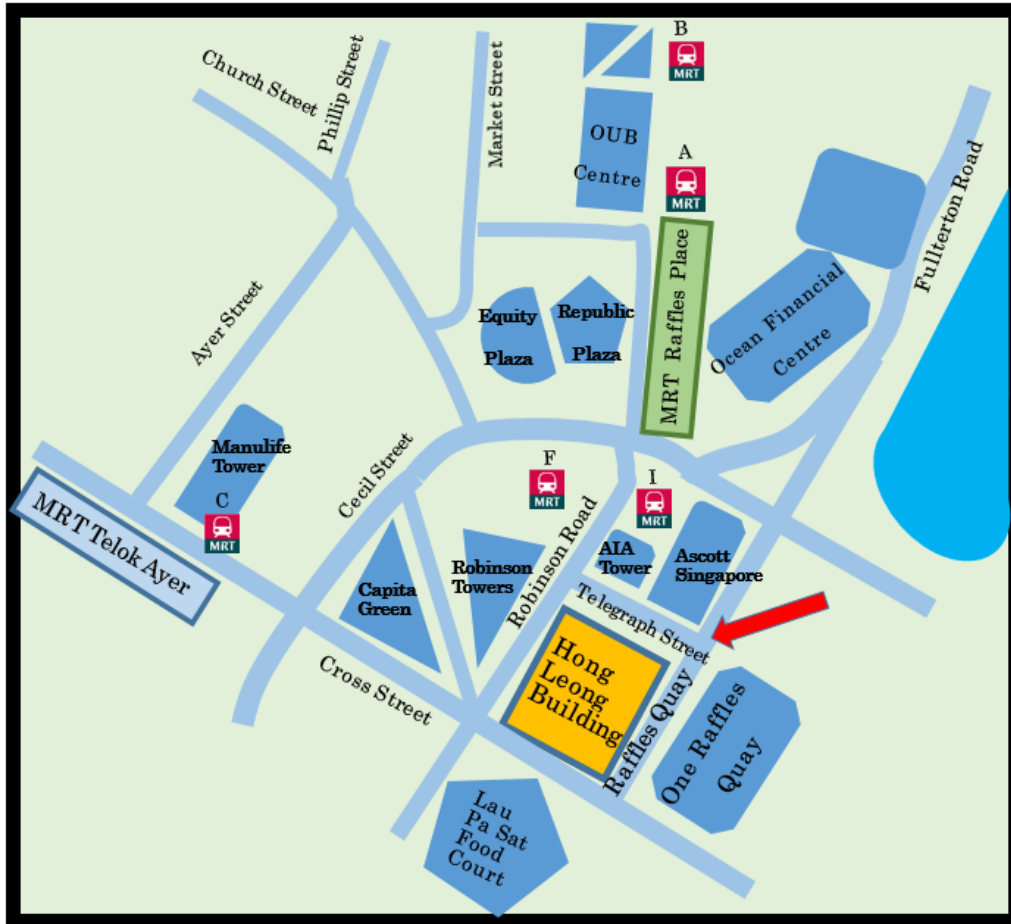 B
MRT
Church Street
Phillip Street
Market Street
OUB
Centre
A
MRT
Fullterton Road
MRT Raffles Place
Ayer Street
Equity
Plaza
Republic
Plaza
Ocean Financial
Centre
Manulife
Tower
C
MRT
MRT Telok Ayer
Cecil Street
F
MRT
I
MRT
Robinson Road
Capita
Green
Robinson
Towers
AIA
Tower
Ascott
Singapore
Telegraph Street
Hong
Leong
Building
Cross Street
Raffles Quay
One Raffles
Quay
Lau
Pa Sat
Food
Court